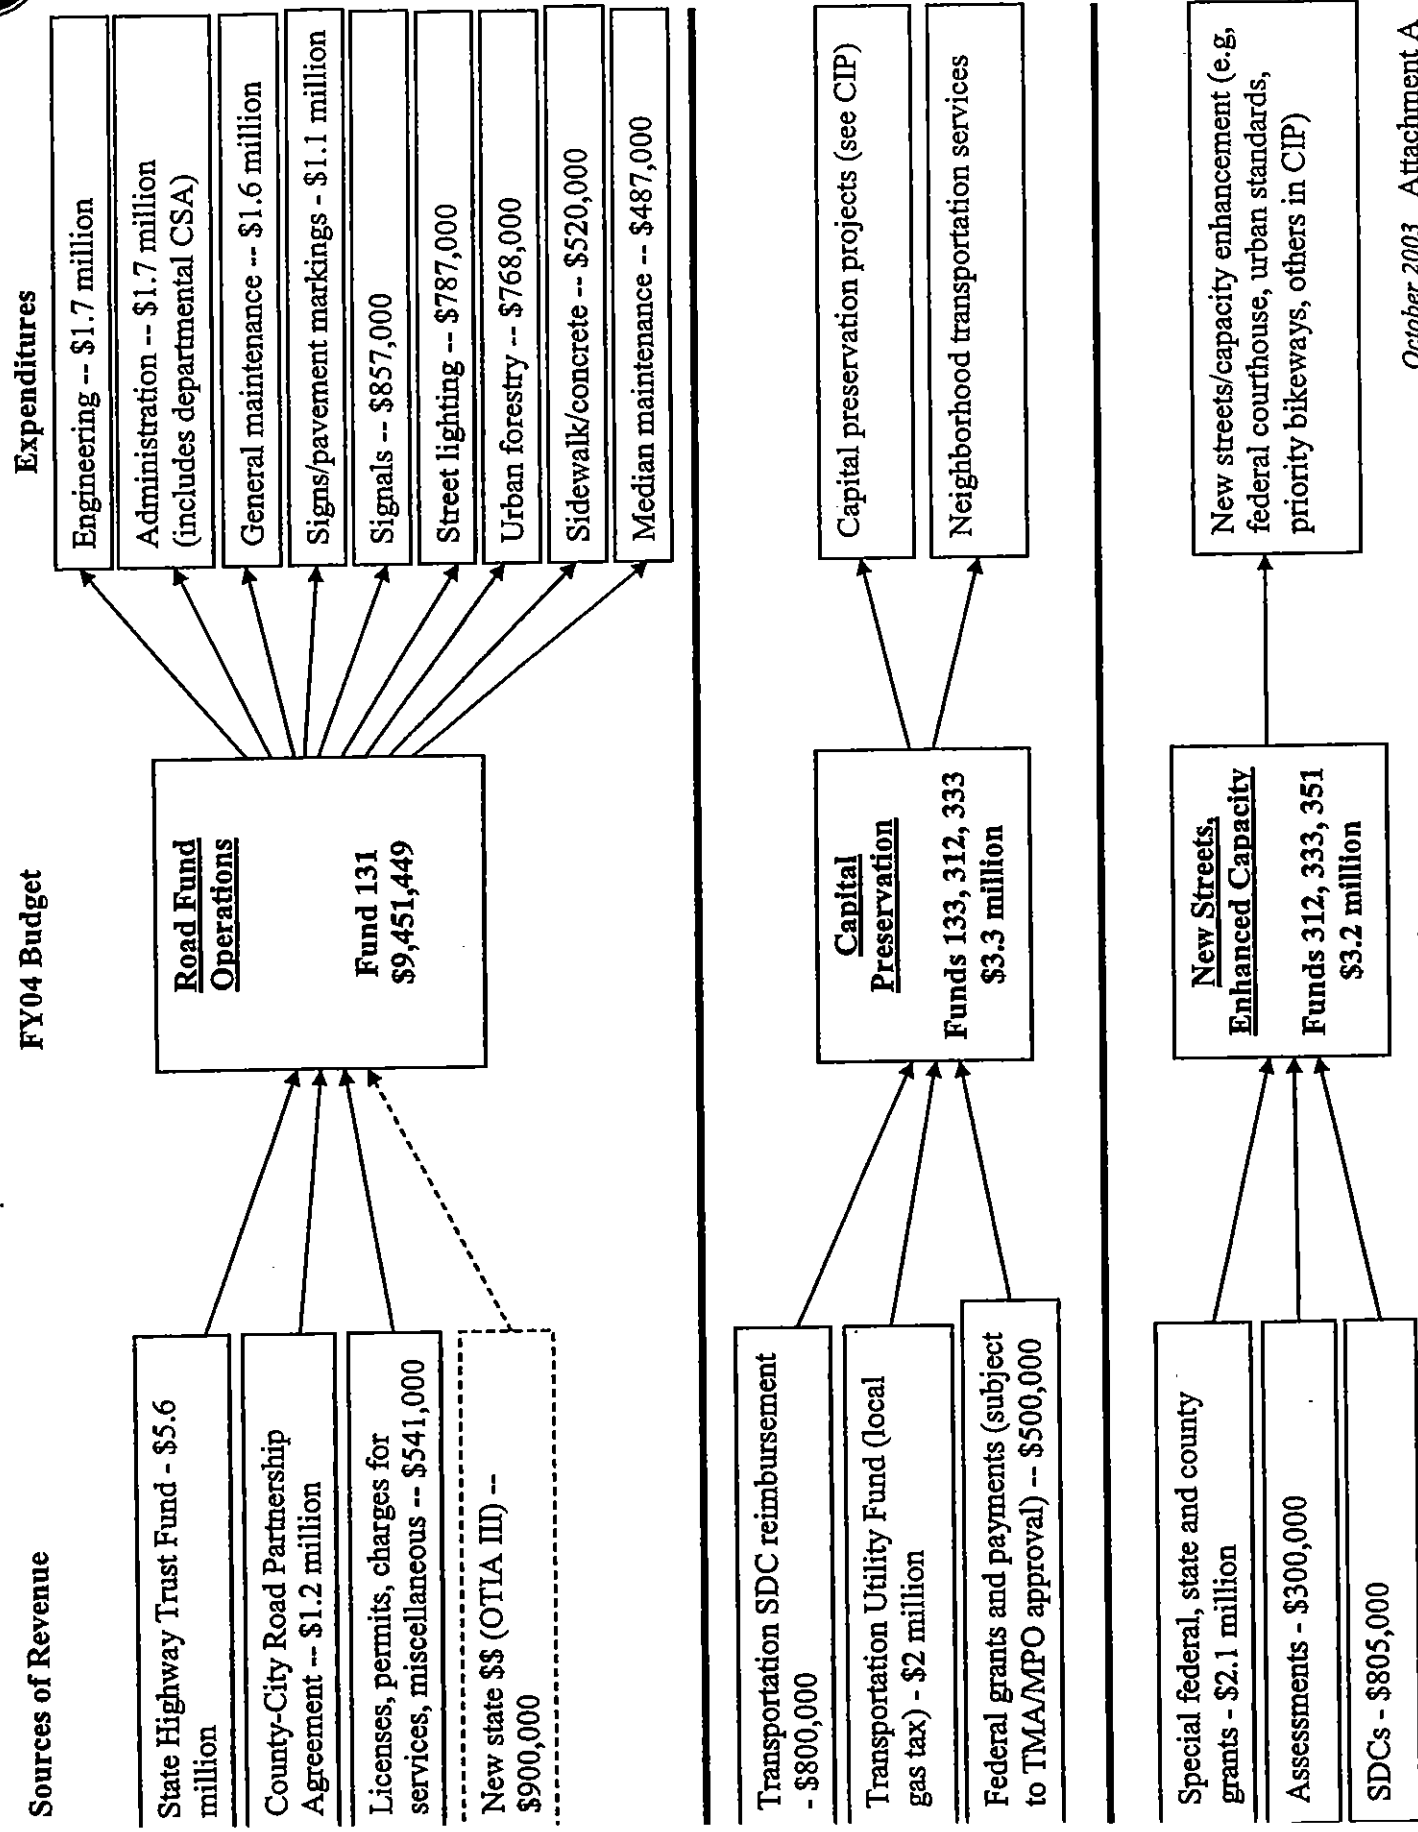 Sources of Revenue
FY04 Budget
Expenditures
State Highway Trust Fund - $5.6
million
County-City Road Partnership
Agreement -- $1.2 million
Licenses, permits, charges for
services, miscellaneous -- $541,000
New state $$ (OTIA III) --
$900,000
Road Fund
Operations
Fund 131
$9,451,449
Engineering -- $1.7 million
Administration -- $1.7 million
(includes departmental CSA)
General maintenance -- $1.6 million
Signs/pavement markings - $1.1 million
Signals -- $857,000
Street lighting -- $787,000
Urban forestry -- $768,000
Sidewalk/concrete -- $520,000
Median maintenance -- $487,000
Transportation SDC reimbursement
- $800,000
Transportation Utility Fund (local
gas tax) - $2 million
Federal grants and payments (subject
to TMA/MPO approval) -- $500,000
Capital
Preservation
Funds 133, 312, 333
$3.3 million
Capital preservation projects (see CIP)
Neighborhood transportation services
Special federal, state and county
grants - $2.1 million
Assessments - $300,000
SDCs - $805,000
New Streets,
Enhanced Capacity
Funds 312, 333, 351
$3.2 million
New streets/capacity enhancement (e.g,
federal courthouse, urban standards,
priority bikeways, others in CIP)
October 2003 Attachment A